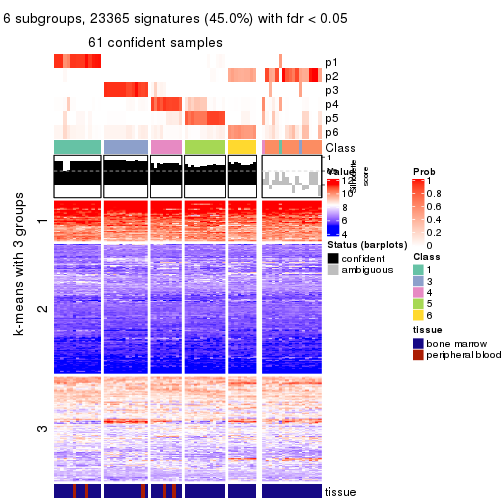 6 subgroups, 23365 signatures (45.0%) with fdr < 0.05
61 confident samples
p1
p2
p3
p4
p5
p6
Class
1
Silhouette
score
k-means with 3 groups
1
2
3
Value
12
8
6
4
Status (barplots)
confident
ambiguous
Prob
1
0.8
0.6
0.4
0.2
0
Class
1
3
4
5
6
tissue
bone marrow
peripheral blood
tissue